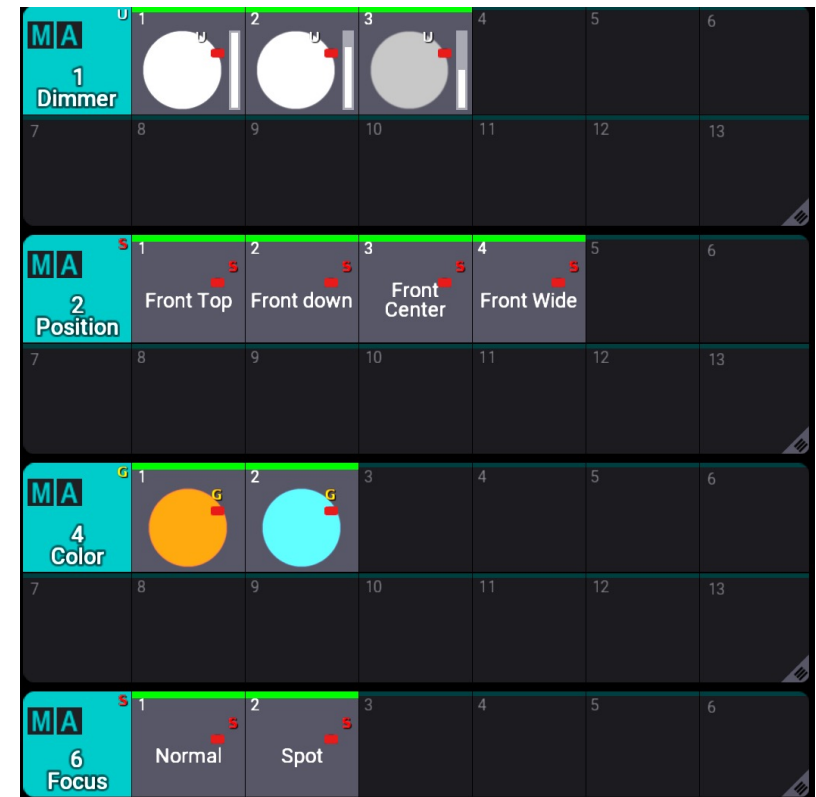 U 1 2 3 4 5 6
MA U U U
1
Dimmer
7 8 9 10 11 12 13
S 1 2 3 4 5 6
MA S S S S
2
Position
Front Top Front down Front Center Front Wide
7 8 9 10 11 12 13
G 1 2 3 4 5 6
MA G G
4
Color
7 8 9 10 11 12 13
S 1 2 3 4 5 6
MA S S
6
Focus
Normal Spot